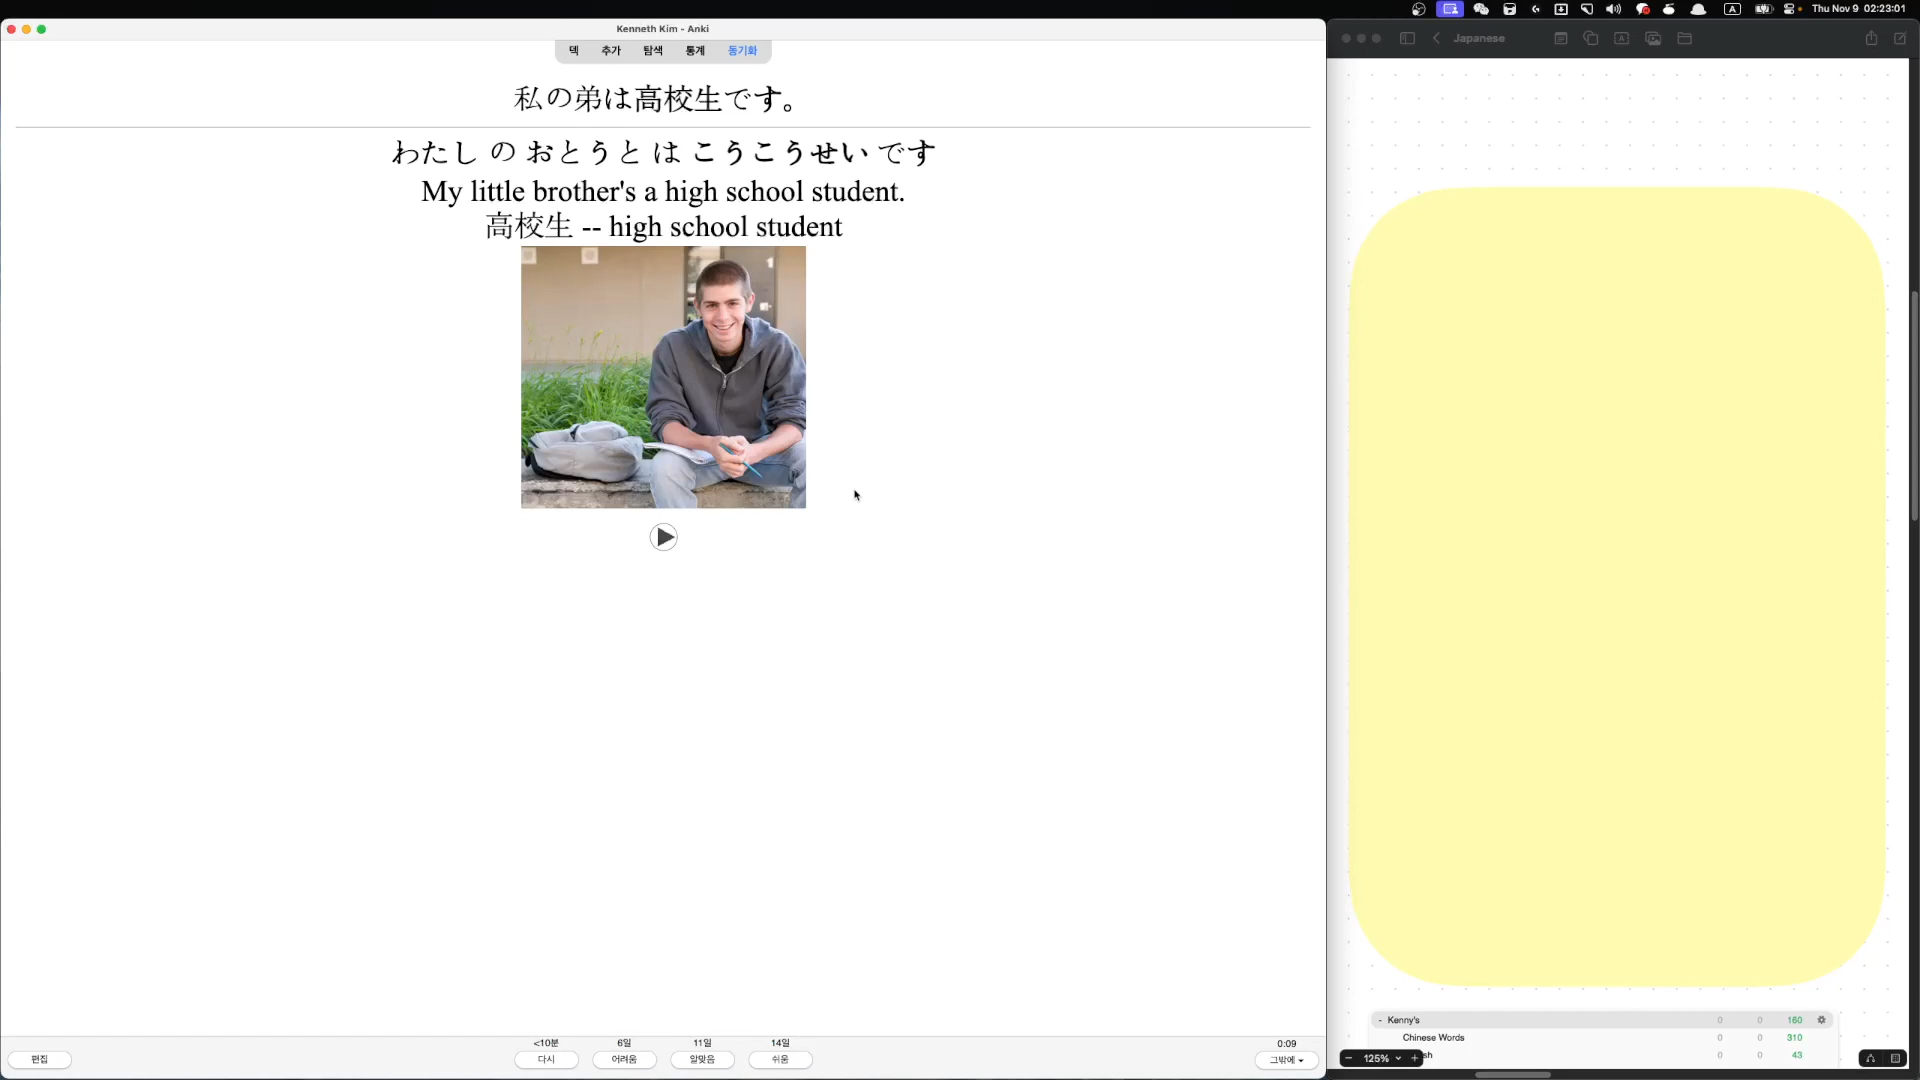 Thu Nov 9 02:23:01
Kenneth Kim - Anki
덱 추가 탐색 통계 동기화
Japanese
私の弟は高校生です。
わたし の おとうと は こうこうせい です
My little brother's a high school student.
高校生 -- high school student
- Kenny's 0 0 160
Chinese Words 0 0 310
sh 0 0 43
- 125% +
<10분 6일 11일 14일 0:09
편집 다시 어려움 알맞음 쉬움 그밖에